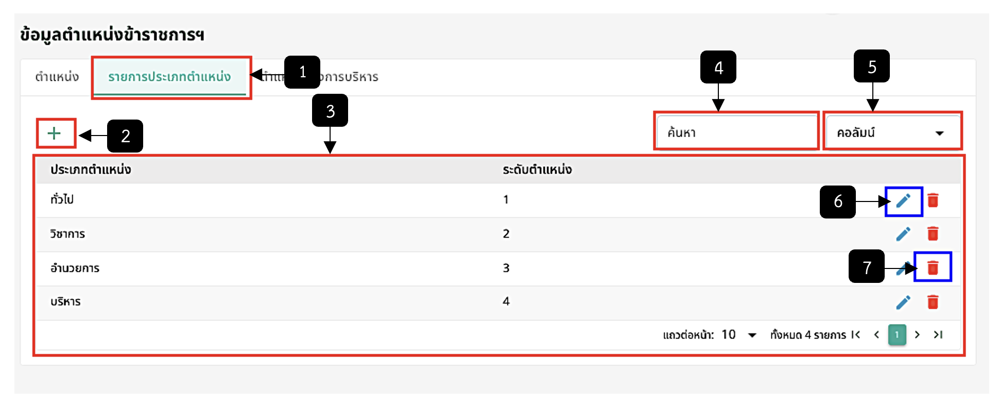 ข้อมูลตำแหน่งข้าราชการฯ
ตำแหน่ง รายการประเภทตำแหน่ง 1 การบริหาร 4 5
3
2 ค้นหา คอลัมน์
ประเภทตำแหน่ง ระดับตำแหน่ง
ทั่วไป 1 6
วิชาการ 2
อำนวยการ 3 7
บริหาร 4
แถวต่อหน้า: 10 ทั้งหมด 4 รายการ 1